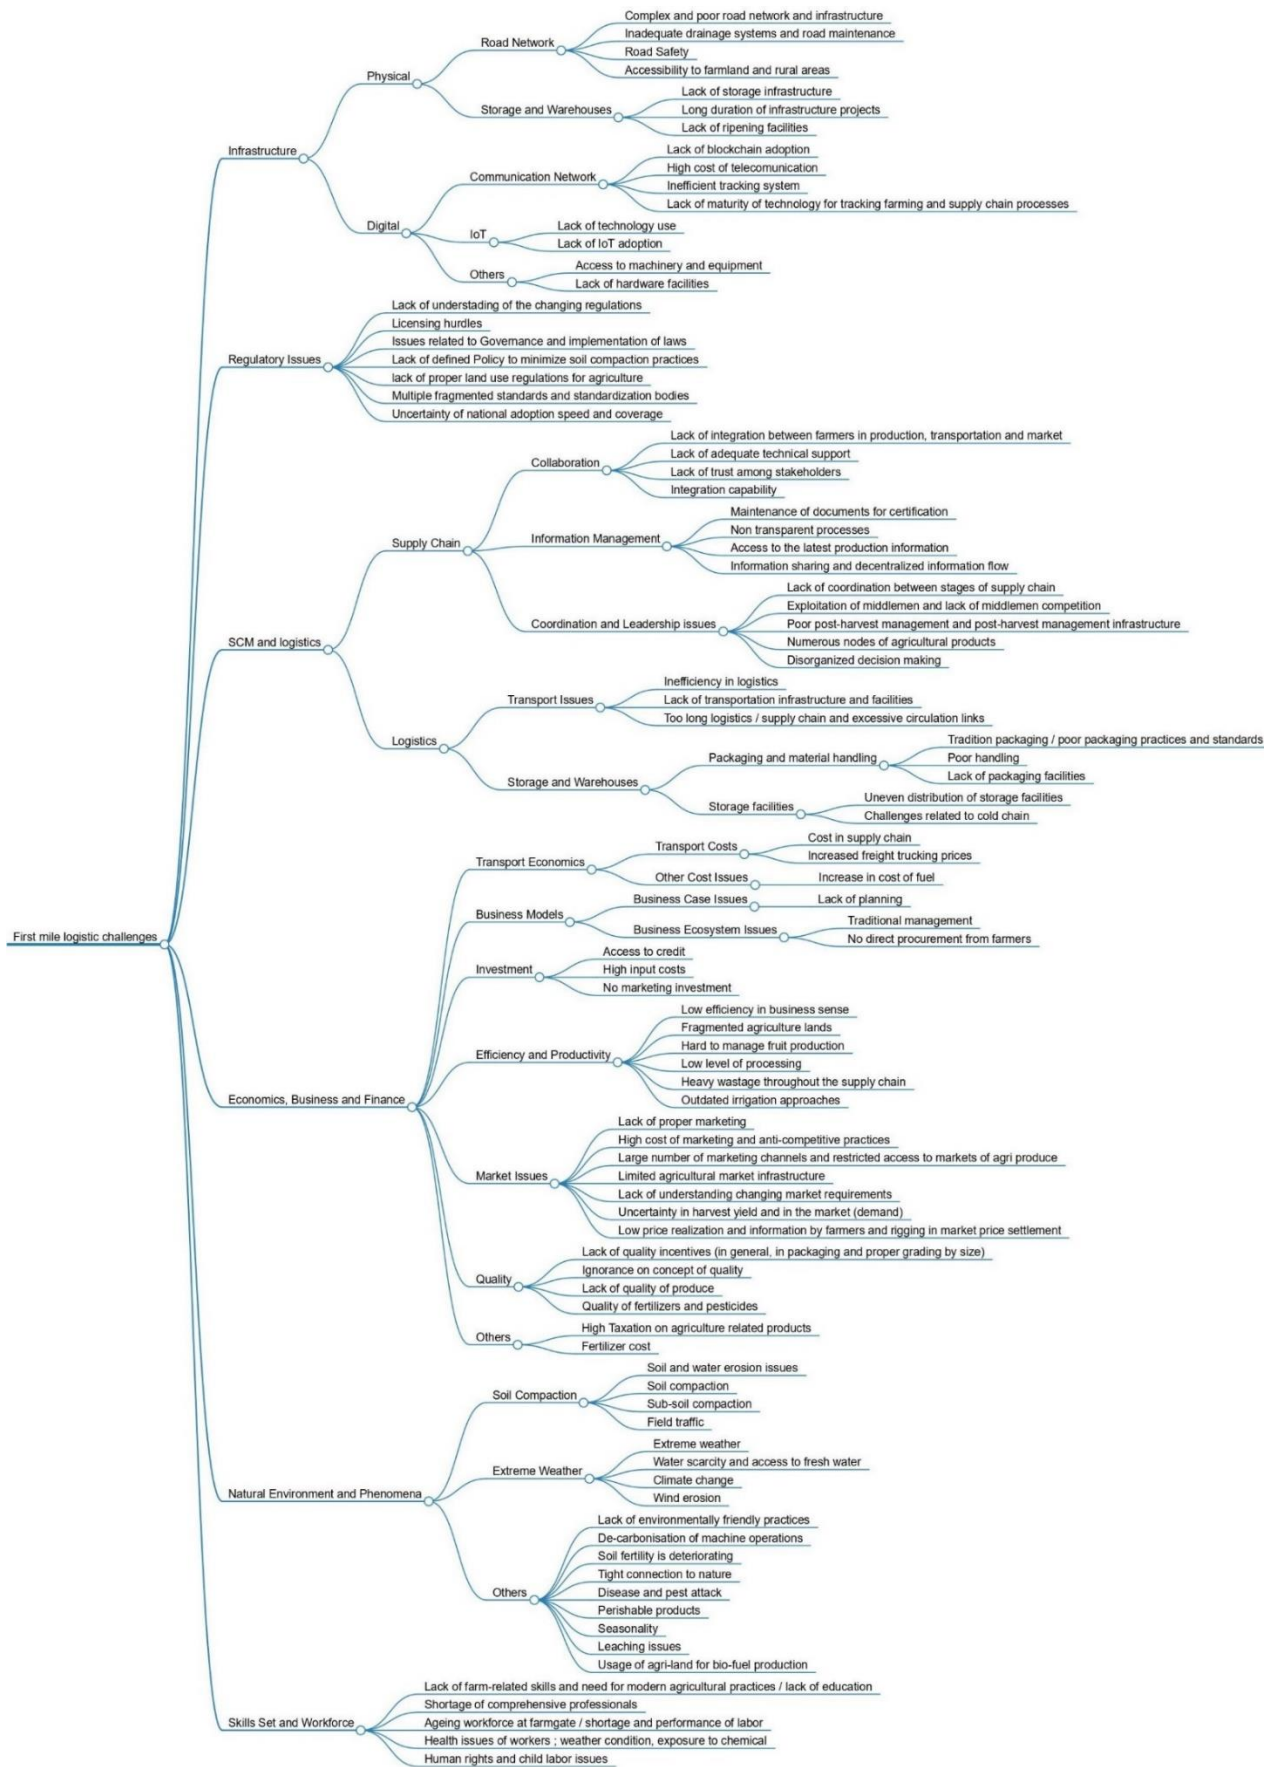 Complex and poor road network and infrastructure
Inadequate drainage systems and road maintenance
Road Network
Road Safety
Accessibility to farmland and rural areas
Physical
Lack of storage infrastructure
Storage and Warehouses
Long duration of infrastructure projects
Lack of ripening facilities
Infrastructure
Lack of blockchain adoption
High cost of telecomunication
Communication Network
Inefficient tracking system
Lack of maturity of technology for tracking farming and supply chain processes
Digital
Lack of technology use
IoT
Lack of IoT adoption
Access to machinery and equipment
Others
Lack of hardware facilities
Lack of understading of the changing regulations
Licensing hurdles
Issues related to Governance and implementation of laws
Regulatory Issues
Lack of defined Policy to minimize soil compaction practices
lack of proper land use regulations for agriculture
Multiple fragmented standards and standardization bodies
Uncertainty of national adoption speed and coverage
Lack of integration between farmers in production, transportation and market
Lack of adequate technical support
Collaboration
Lack of trust among stakeholders
Integration capability
Maintenance of documents for certification
Non transparent processes
Supply Chain
Information Management
Access to the latest production information
Information sharing and decentralized information flow
Lack of coordination between stages of supply chain
Exploitation of middlemen and lack of middlemen competition
Coordination and Leadership issues
Poor post-harvest management and post-harvest management infrastructure
SCM and logistics
Numerous nodes of agricultural products
Disorganized decision making
Inefficiency in logistics
Transport Issues
Lack of transportation infrastructure and facilities
Too long logistics / supply chain and excessive circulation links
Logistics
Tradition packaging / poor packaging practices and standards
Packaging and material handling
Poor handling
Lack of packaging facilities
Storage and Warehouses
Uneven distribution of storage facilities
Storage facilities
Challenges related to cold chain
Cost in supply chain
Transport Costs
Increased freight trucking prices
Transport Economics
Other Cost Issues
Increase in cost of fuel
Business Case Issues
Lack of planning
Business Models
Traditional management
Business Ecosystem Issues
No direct procurement from farmers
First mile logistic challenges
Access to credit
Investment
High input costs
No marketing investment
Low efficiency in business sense
Fragmented agriculture lands
Hard to manage fruit production
Efficiency and Productivity
Low level of processing
Heavy wastage throughout the supply chain
Outdated irrigation approaches
Economics, Business and Finance
Lack of proper marketing
High cost of marketing and anti-competitive practices
Large number of marketing channels and restricted access to markets of agri produce
Market Issues
Limited agricultural market infrastructure
Lack of understanding changing market requirements
Uncertainty in harvest yield and in the market (demand)
Low price realization and information by farmers and rigging in market price settlement
Lack of quality incentives (in general, in packaging and proper grading by size)
Ignorance on concept of quality
Quality
Lack of quality of produce
Quality of fertilizers and pesticides
High Taxation on agriculture related products
Others
Fertilizer cost
Soil and water erosion issues
Soil compaction
Soil Compaction
Sub-soil compaction
Field traffic
Extreme weather
Water scarcity and access to fresh water
Extreme Weather
Climate change
Wind erosion
Natural Environment and Phenomena
Lack of environmentally friendly practices
De-carbonisation of machine operations
Soil fertility is deteriorating
Tight connection to nature
Others
Disease and pest attack
Perishable products
Seasonality
Leaching issues
Usage of agri-land for bio-fuel production
Lack of farm-related skills and need for modern agricultural practices / lack of education
Shortage of comprehensive professionals
Skills Set and Workforce
Ageing workforce at farmgate / shortage and performance of labor
Health issues of workers ; weather condition, exposure to chemical
Human rights and child labor issues